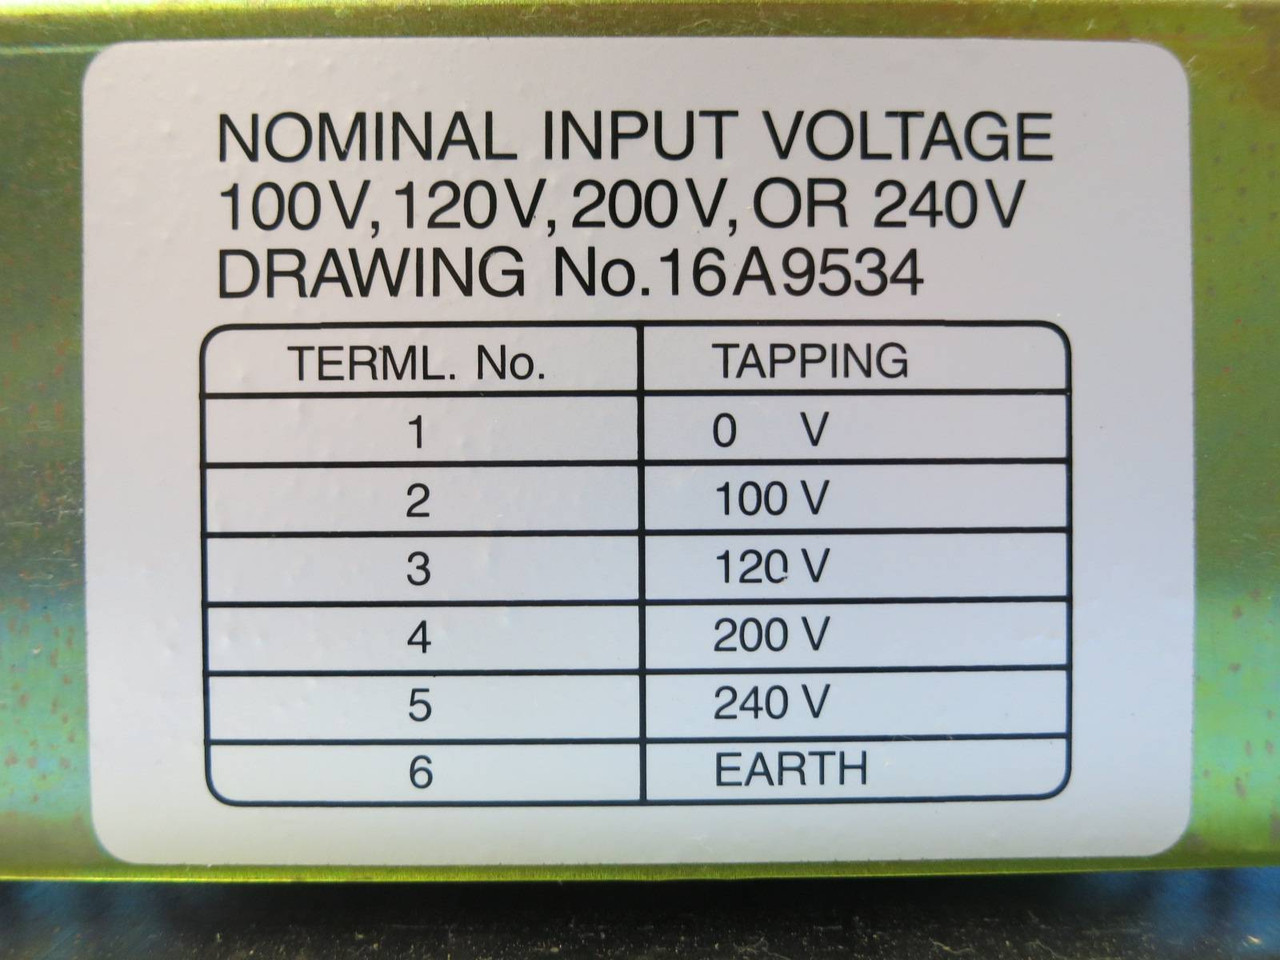 NOMINAL INPUT VOLTAGE
100V, 120V, 200V, OR 240V
DRAWING No.16A9534
TERML. No. TAPPING
1 0 V
2 100 V
3 120 V
4 200 V
5 240 V
6 EARTH